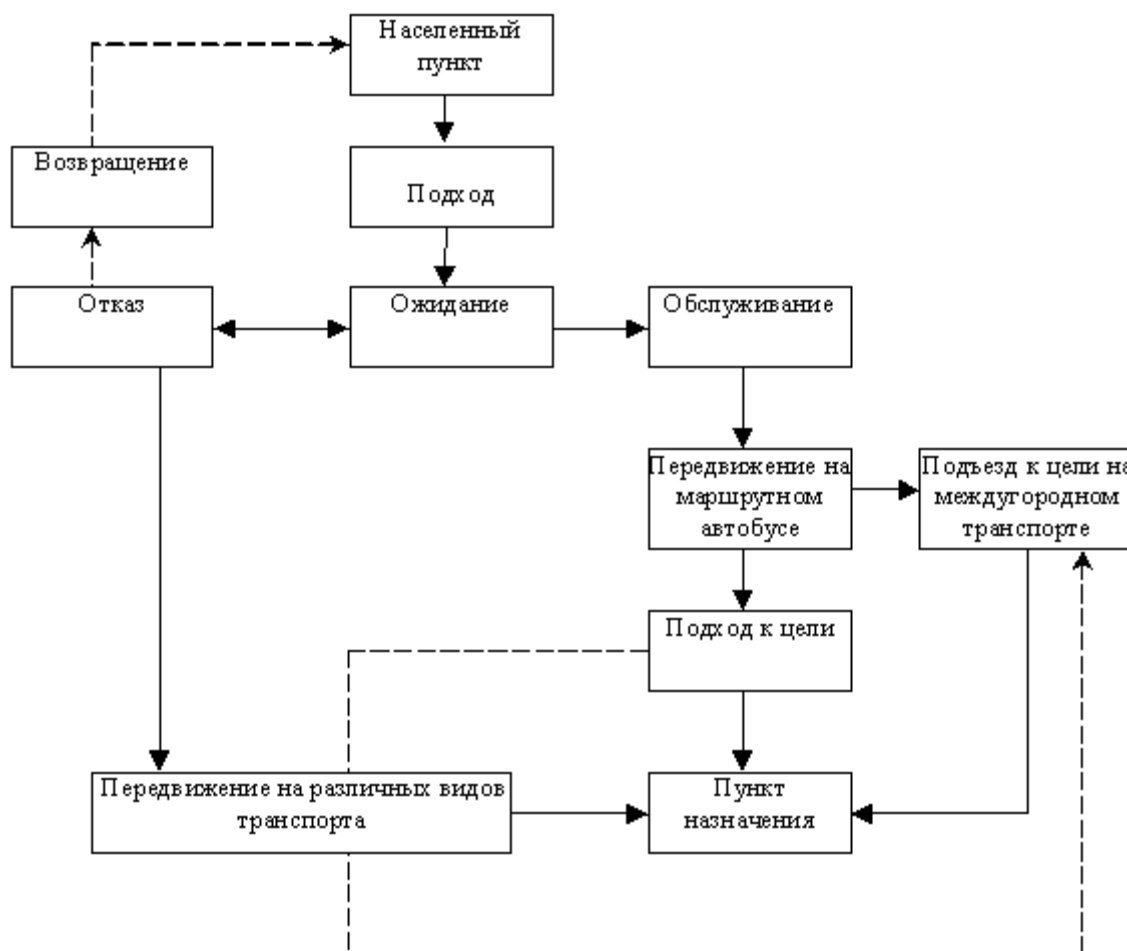 Населенный
пункт
Возвращение
Подход
Отказ
Ожидание
Обслуживание
Передвижение на
маршрутном
автобусе
Подъезд к цели на
междугородном
транспорте
Подход к цели
Передвижение на различных видов
транспорта
Пункт
назначения